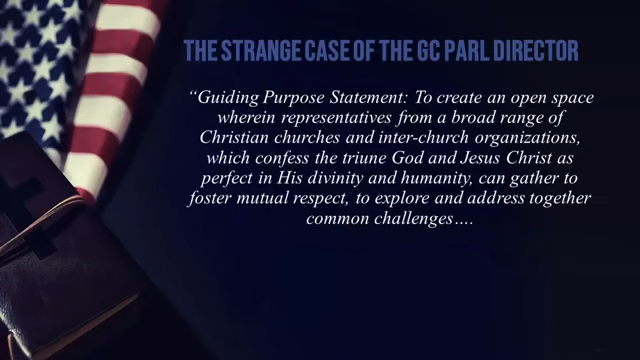 THE STRANGE CASE OF THE GC PARL DIRECTOR
“Guiding Purpose Statement: To create an open space
wherein representatives from a broad range of
Christian churches and inter-church organizations,
which confess the triune God and Jesus Christ as
perfect in His divinity and humanity, can gather to
foster mutual respect, to explore and address together
common challenges….